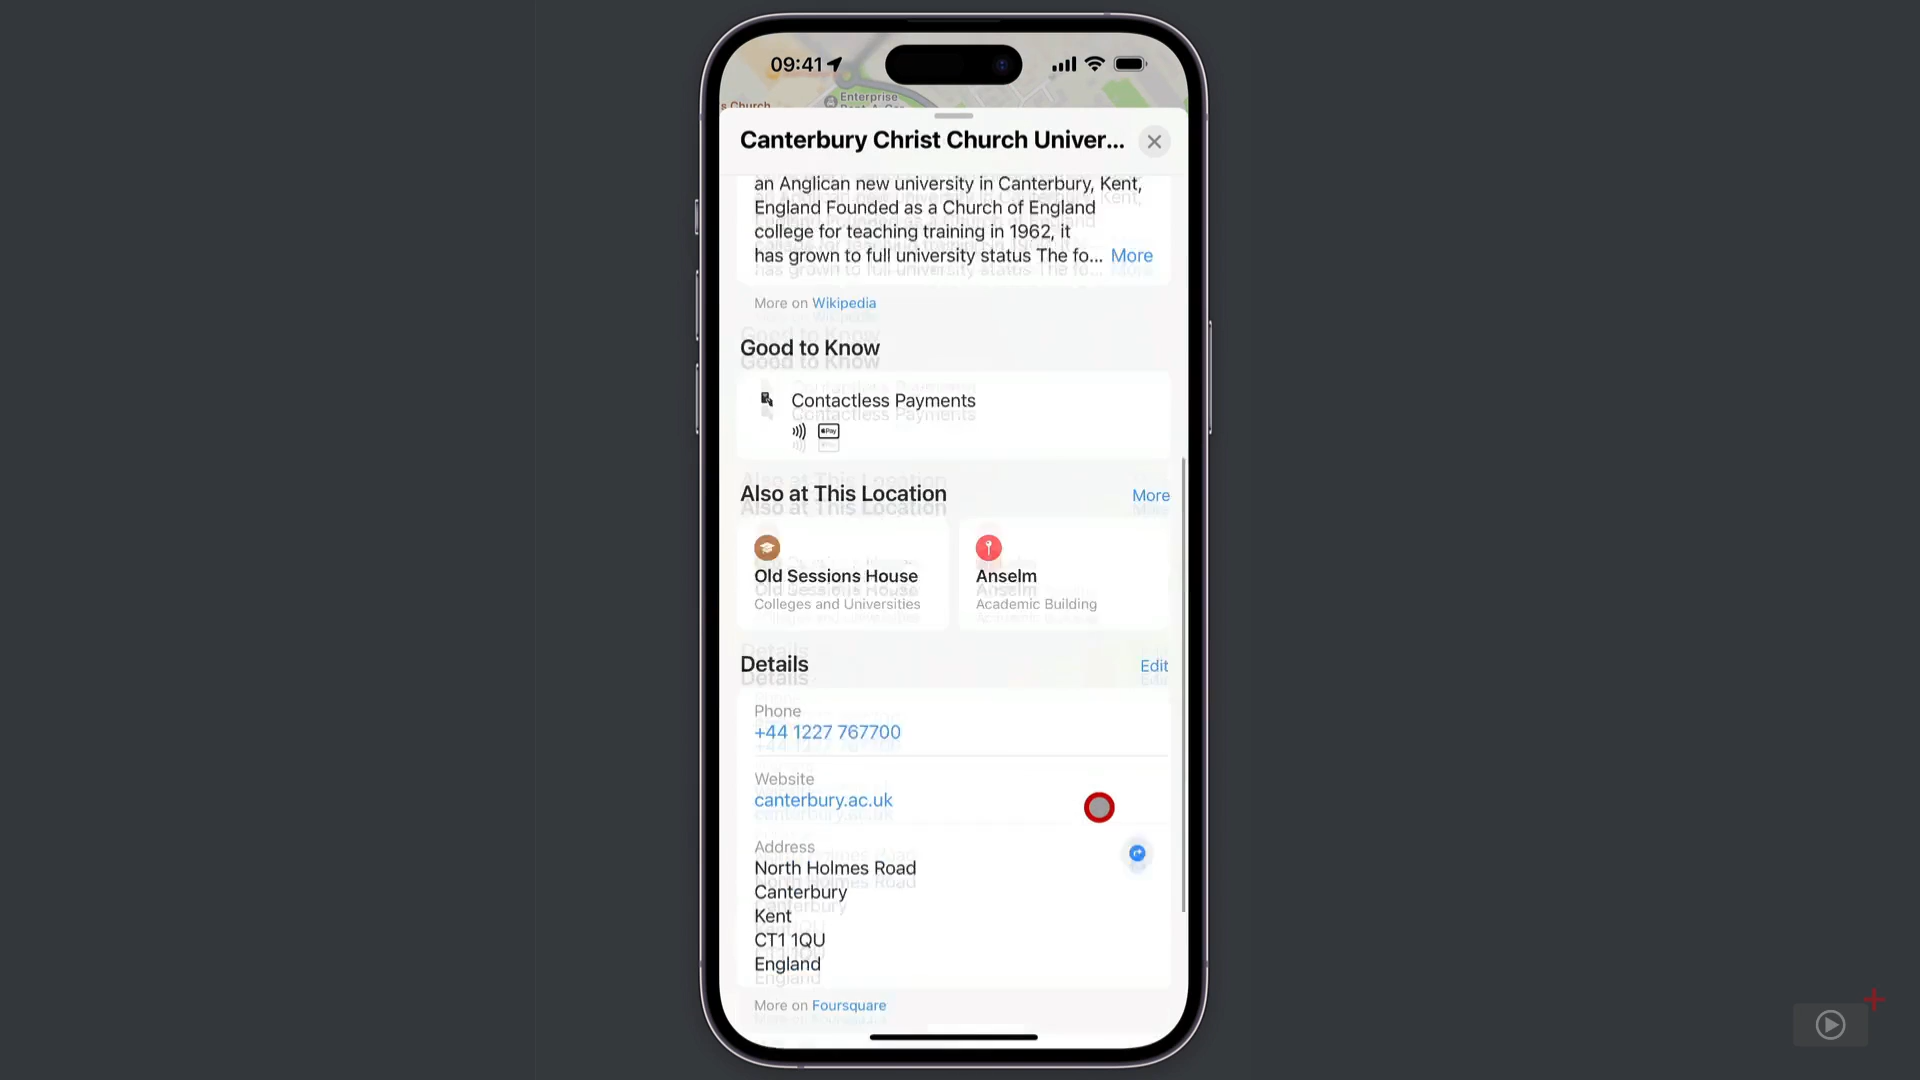 09:41
Enterprise
s Church
Canterbury Christ Church Univer...
an Anglican new university in Canterbury, Kent,
England Founded as a Church of England
college for teaching training in 1962, it
has grown to full university status The fo... More
More on Wikipedia
Good to Know
Contactless Payments
Pay
Also at This Location
More
Old Sessions House
Colleges and Universities
Anselm
Academic Building
Details
Edit
Phone
+44 1227 767700
Website
canterbury.ac.uk
Address
North Holmes Road
Canterbury
Kent
CT1 1QU
England
More on Foursquare